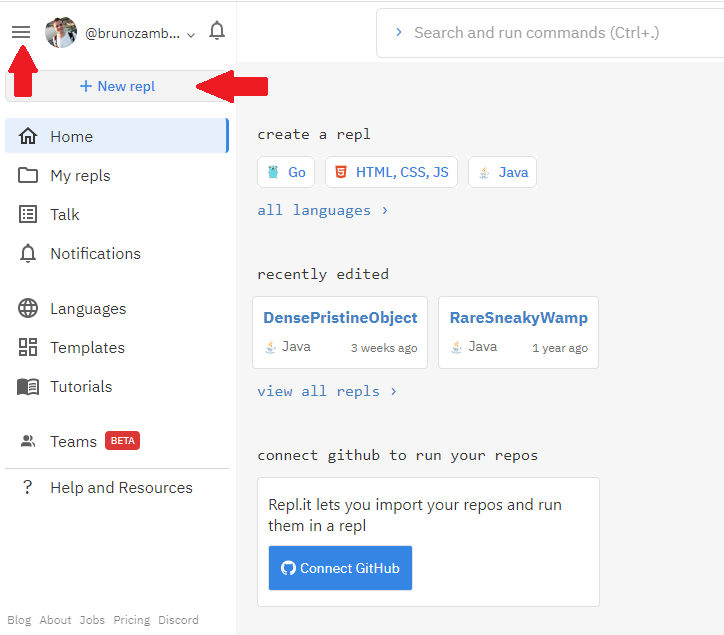 @brunozamb...
Search and run commands (Ctrl+.)
+ New repl
Home
My repls
Talk
Notifications
Languages
Templates
Tutorials
Teams BETA
? Help and Resources
Blog About Jobs Pricing Discord
create a repl
Go HTML, CSS, JS Java
all languages ›
recently edited
DensePristineObject
Java 3 weeks ago
RareSneakyWamp
Java 1 year ago
view all repls ›
connect github to run your repos
Repl.it lets you import your repos and run
them in a repl
Connect GitHub